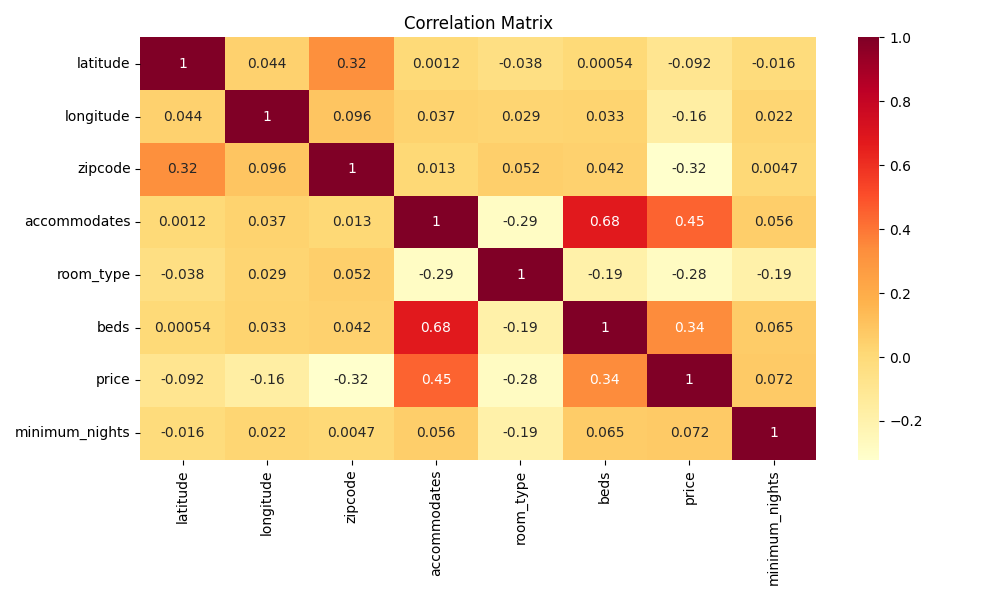 Correlation Matrix
latitude 1 0.044 0.32 0.0012 -0.038 0.00054 -0.092 -0.016
longitude 0.044 1 0.096 0.037 0.029 0.033 -0.16 0.022
zipcode 0.32 0.096 1 0.013 0.052 0.042 -0.32 0.0047
accommodates 0.0012 0.037 0.013 1 -0.29 0.68 0.45 0.056
room_type -0.038 0.029 0.052 -0.29 1 -0.19 -0.28 -0.19
beds 0.00054 0.033 0.042 0.68 -0.19 1 0.34 0.065
price -0.092 -0.16 -0.32 0.45 -0.28 0.34 1 0.072
minimum_nights -0.016 0.022 0.0047 0.056 -0.19 0.065 0.072 1
latitude longitude zipcode accommodates room_type beds price minimum_nights
1.0
0.8
0.6
0.4
0.2
0.0
−0.2